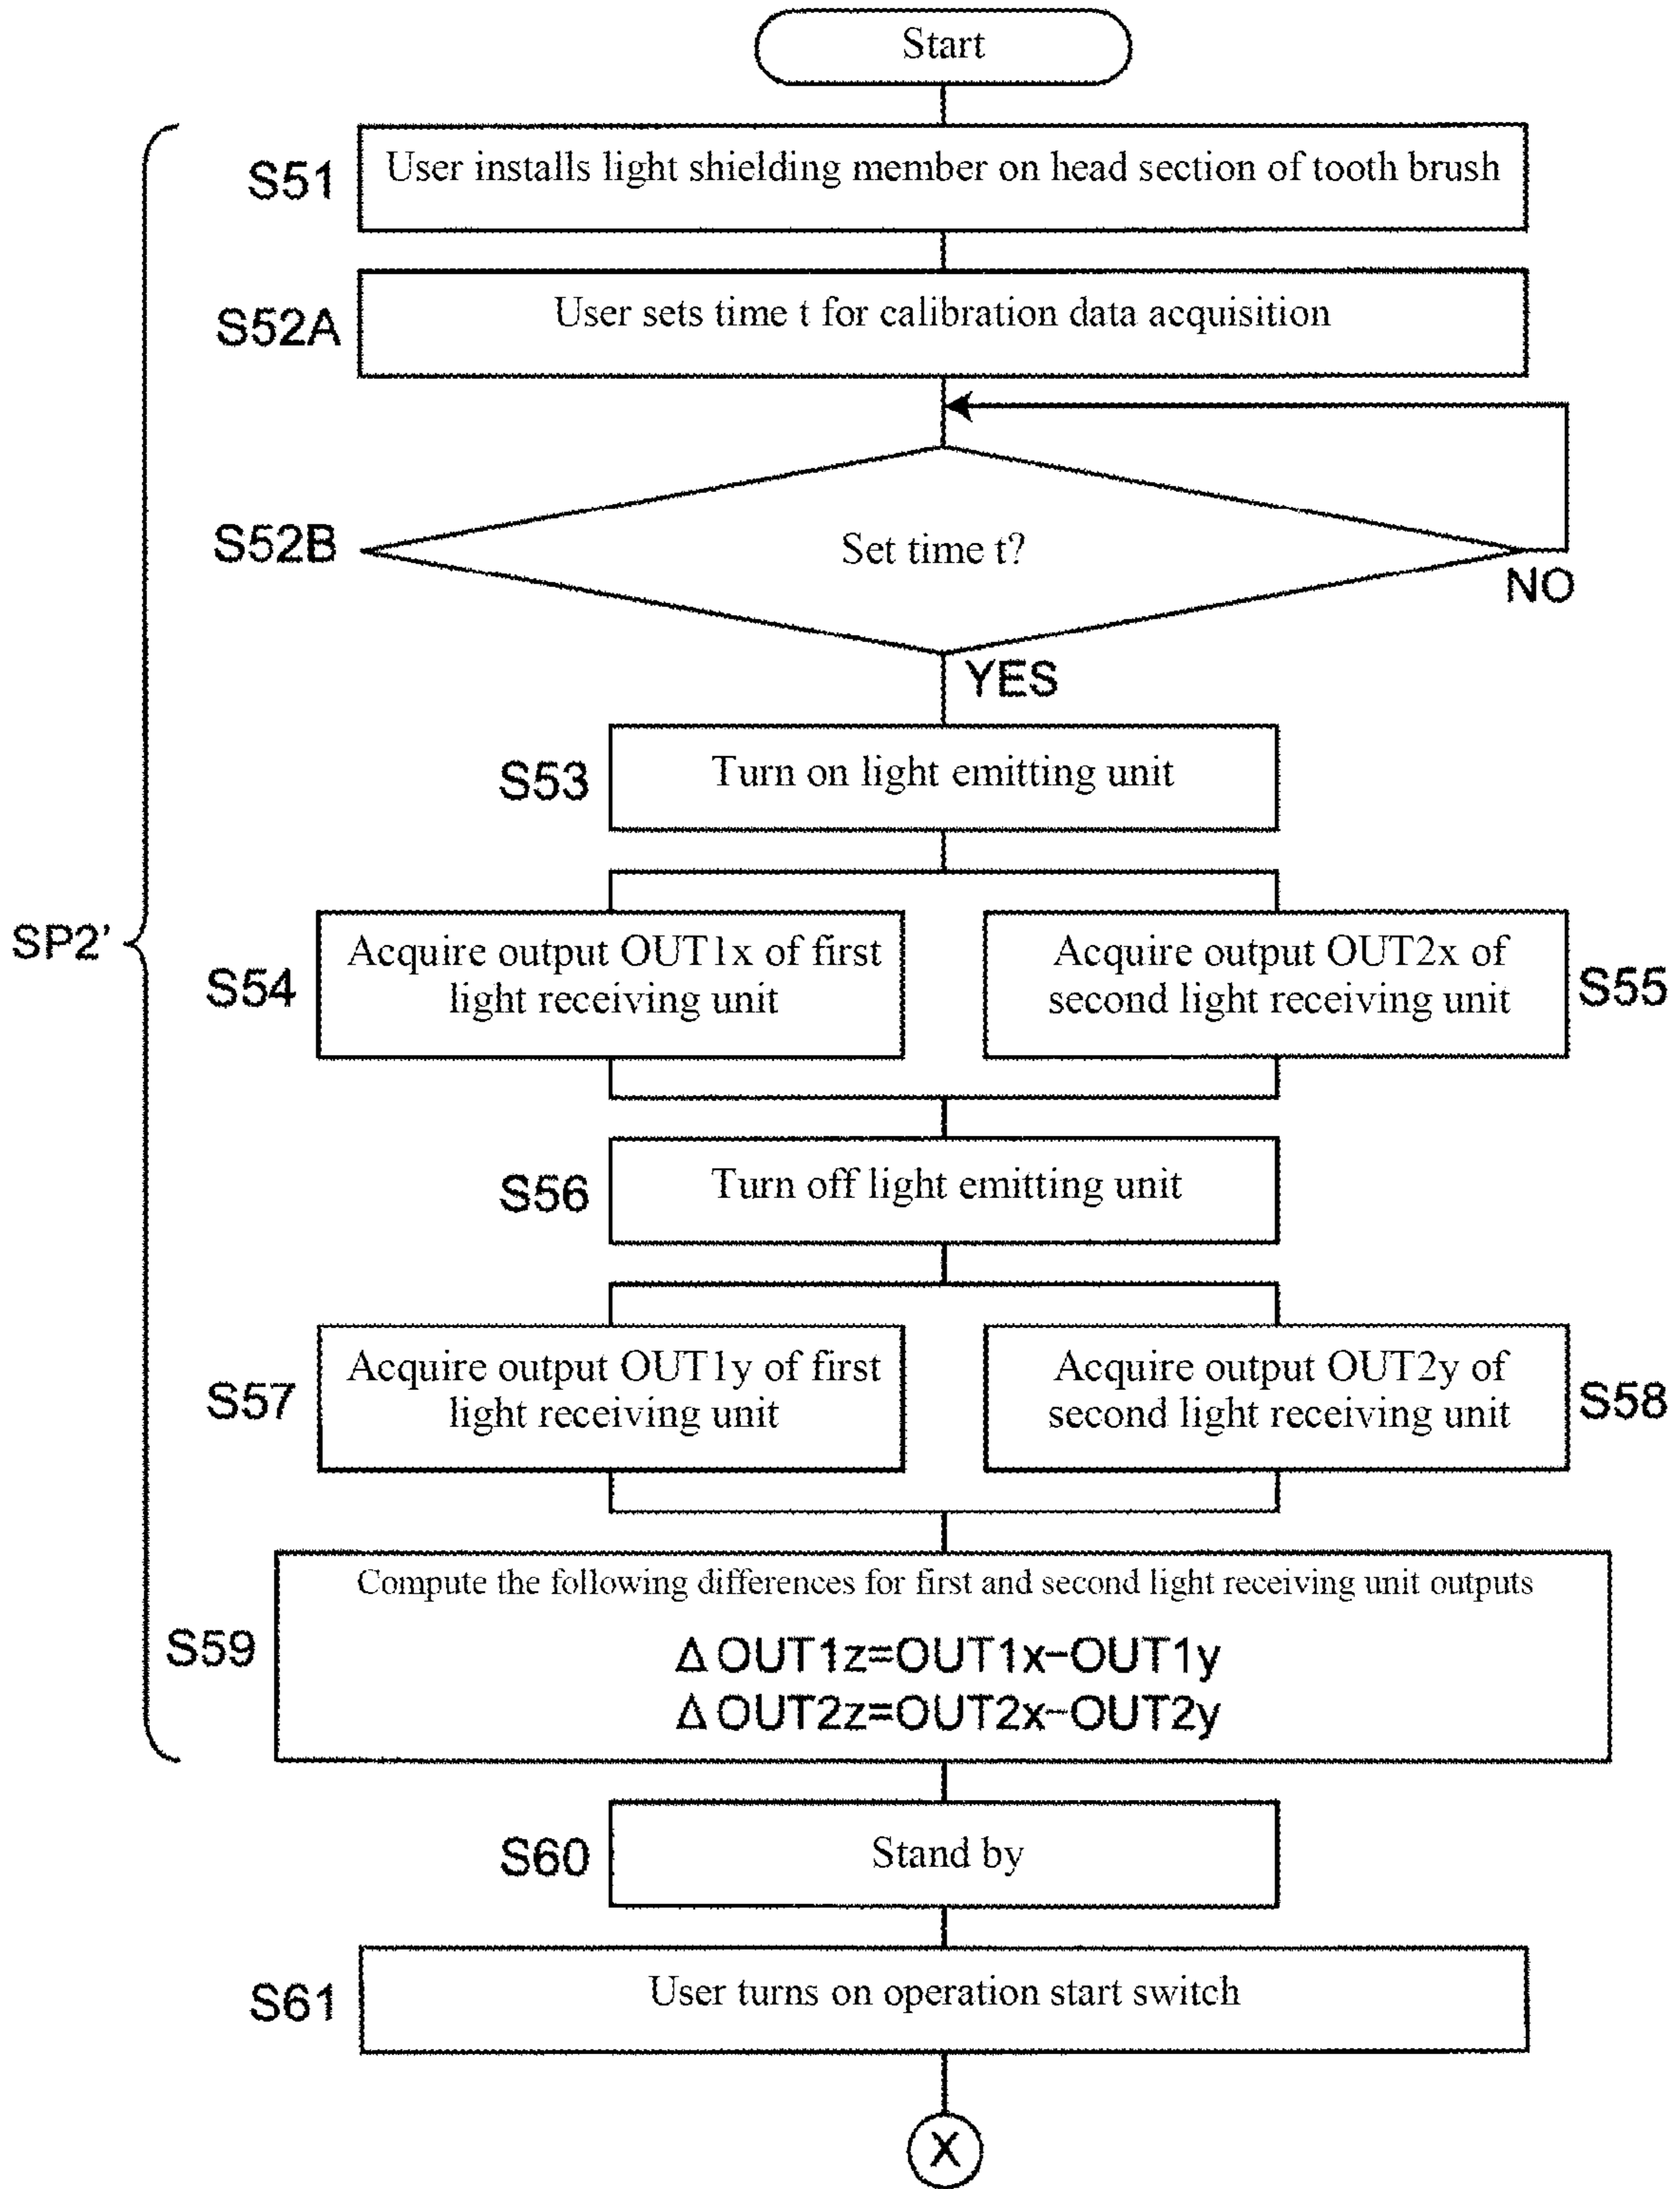 Start
S51
User installs light shielding member on head section of tooth brush
S52A
User sets time t for calibration data acquisition
S52B
Set time t?
NO
YES
S53
Turn on light emitting unit
SP2’
S54
Acquire output OUT1x of first
light receiving unit
Acquire output OUT2x of
second light receiving unit
S55
S56
Turn off light emitting unit
S57
Acquire output OUT1y of first
light receiving unit
Acquire output OUT2y of
second light receiving unit
S58
S59
Compute the following differences for first and second light receiving unit outputs
Δ OUT1z=OUT1x−OUT1y
Δ OUT2z=OUT2x−OUT2y
S60
Stand by
S61
User turns on operation start switch
X